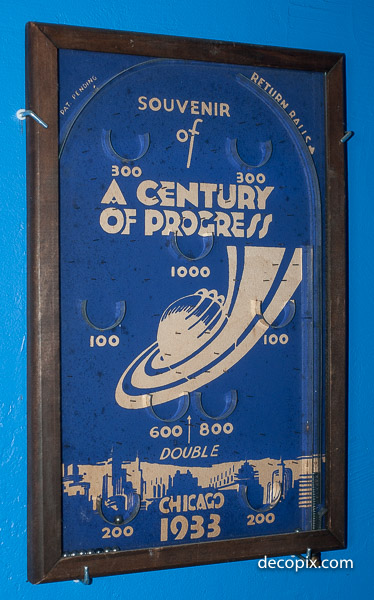 PAT. PENDING
RETURN BALLS
SOUVENIR
of
300
300
A CENTURY
OF PROGRESS
1000
100
100
600
800
DOUBLE
CHICAGO
200
1933
200
decopix.com